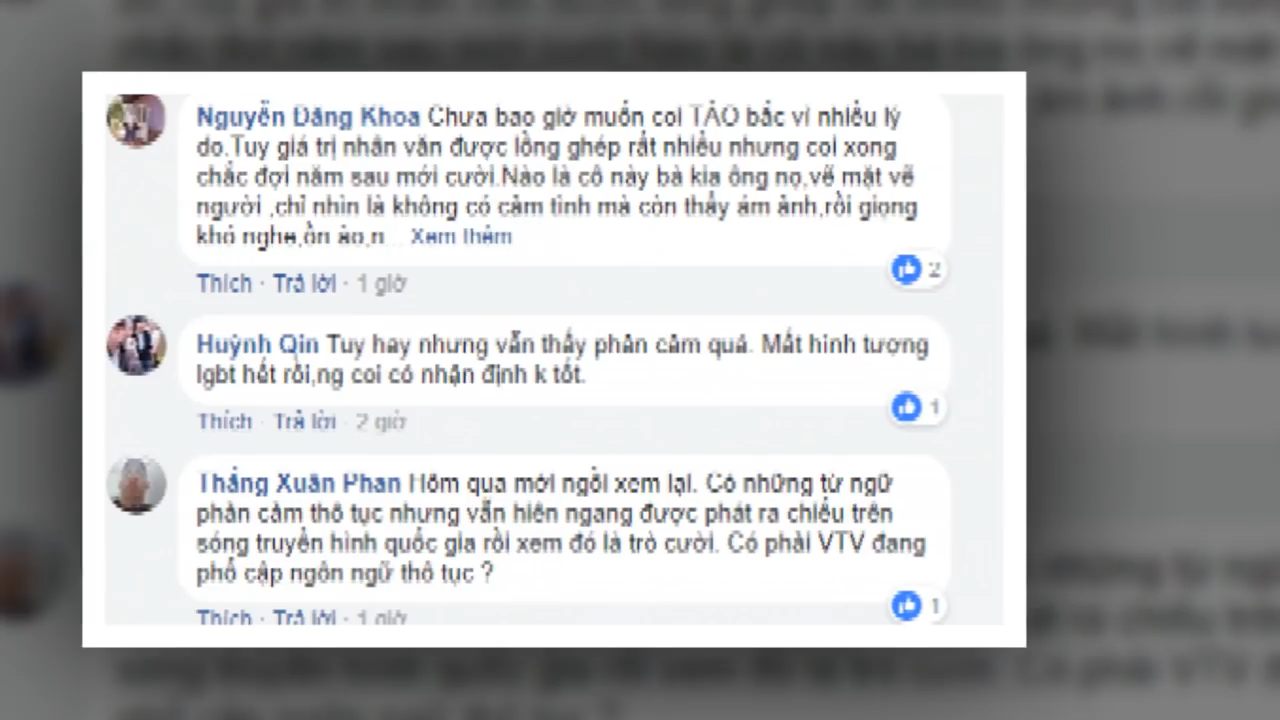 Nguyễn Đăng Khoa Chưa bao giờ muốn coi TÁO bắc vì nhiều lý
do.Tuy giá trị nhân văn được lồng ghép rất nhiều nhưng coi xong
chắc đợi năm sau mới cười.Nào là cô này bà kia ông nọ,vẽ mặt vẽ
người ,chỉ nhìn là không có cảm tình mà còn thấy ám ảnh,rồi giọng
khó nghe,ồn ào,n... Xem thêm
Thích · Trả lời · 1 giờ
2
Huỳnh Qin Tuy hay nhưng vẫn thấy phản cảm quá. Mất hình tượng
lgbt hết rồi,ng coi có nhận định k tốt.
Thích · Trả lời · 2 giờ
1
Thắng Xuân Phan Hôm qua mới ngồi xem lại. Có những từ ngữ
phản cảm thô tục nhưng vẫn hiên ngang được phát ra chiếu trên
sóng truyền hình quốc gia rồi xem đó là trò cười. Có phải VTV đang
phổ cập ngôn ngữ thô tục ?
Thích · Trả lời · 1 giờ
1